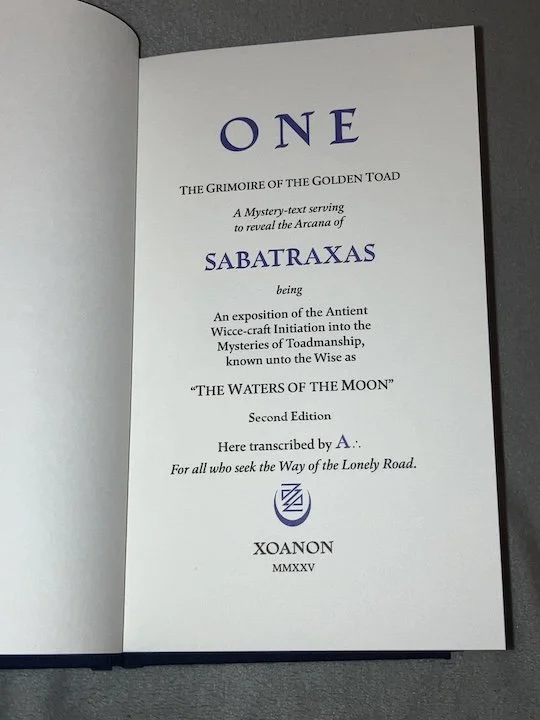 ONE
THE GRIMOIRE OF THE GOLDEN TOAD
A Mystery-text serving
to reveal the Arcana of
SABATRAXAS
being
An exposition of the Antient
Wicce-craft Initiation into the
Mysteries of Toadmanship,
known unto the Wise as
“THE WATERS OF THE MOON”
Second Edition
Here transcribed by A∴
For all who seek the Way of the Lonely Road.
XOANON
MMXXV